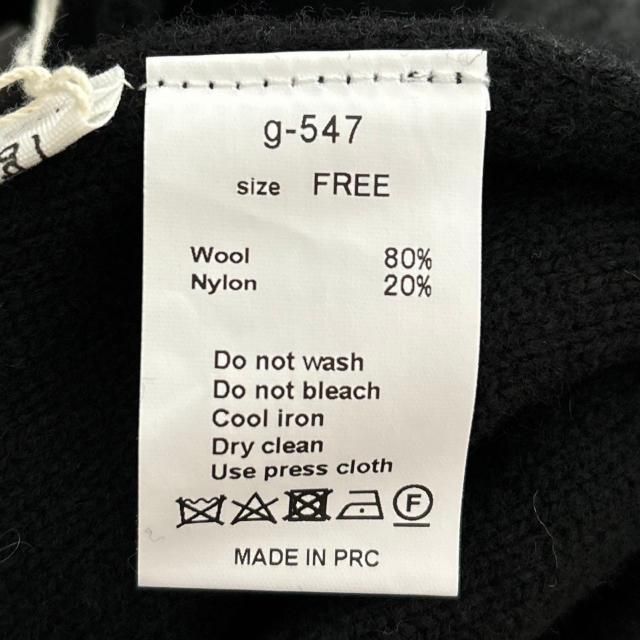 g-547
size FREE
Wool 80%
Nylon 20%
Do not wash
Do not bleach
Cool iron
Dry clean
Use press cloth
F
MADE IN PRC